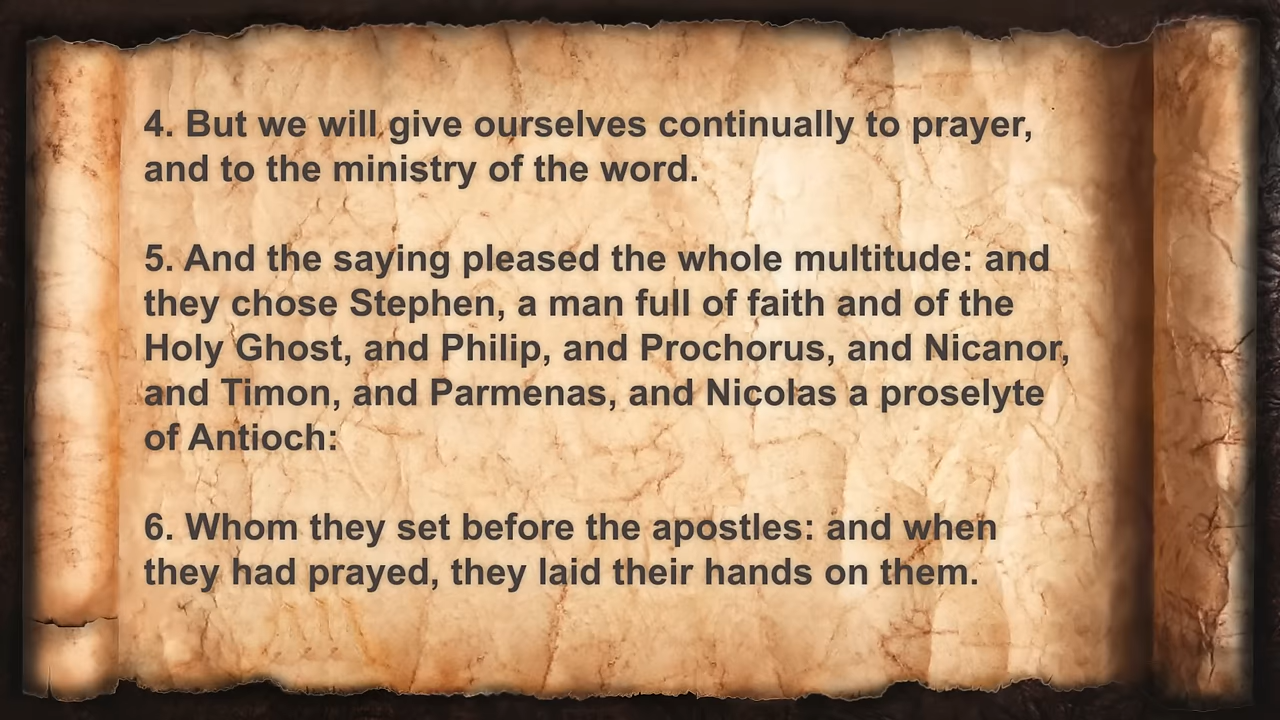 4. But we will give ourselves continually to prayer,
and to the ministry of the word.
5. And the saying pleased the whole multitude: and
they chose Stephen, a man full of faith and of the
Holy Ghost, and Philip, and Prochorus, and Nicanor,
and Timon, and Parmenas, and Nicolas a proselyte
of Antioch:
6. Whom they set before the apostles: and when
they had prayed, they laid their hands on them.